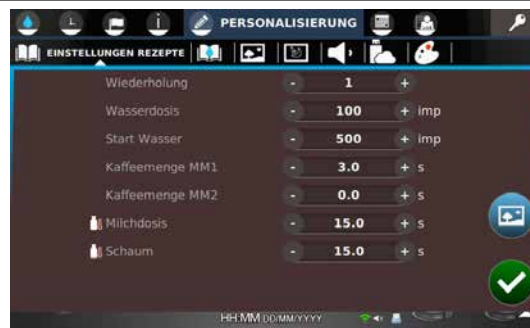 PERSONALISIERUNG
EINSTELLUNGEN REZEPTE
Wiederholung - 1 +
Wasserdosis - 100 + imp
Start Wasser - 500 + imp
Kaffeemenge MM1 - 3.0 + s
Kaffeemenge MM2 - 0.0 + s
Milchdosis - 15.0 + s
Schaum - 15.0 + s
HH:MM DD/MM/YYYY